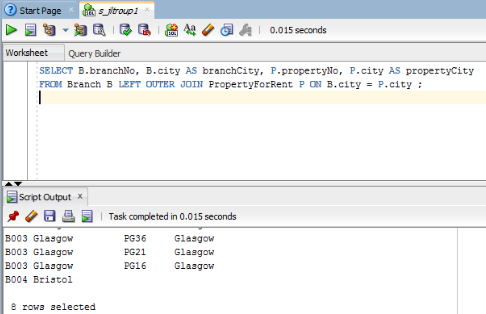 Start Page
s_jitroup1
0.015 seconds
Worksheet Query Builder
SELECT B.branchNo, B.city AS branchCity, P.propertyNo, P.city AS propertyCity
FROM Branch B LEFT OUTER JOIN PropertyForRent P ON B.city = P.city ;
Script Output
Task completed in 0.015 seconds
B003 Glasgow PG36 Glasgow
B003 Glasgow PG21 Glasgow
B003 Glasgow PG16 Glasgow
B004 Bristol
8 rows selected